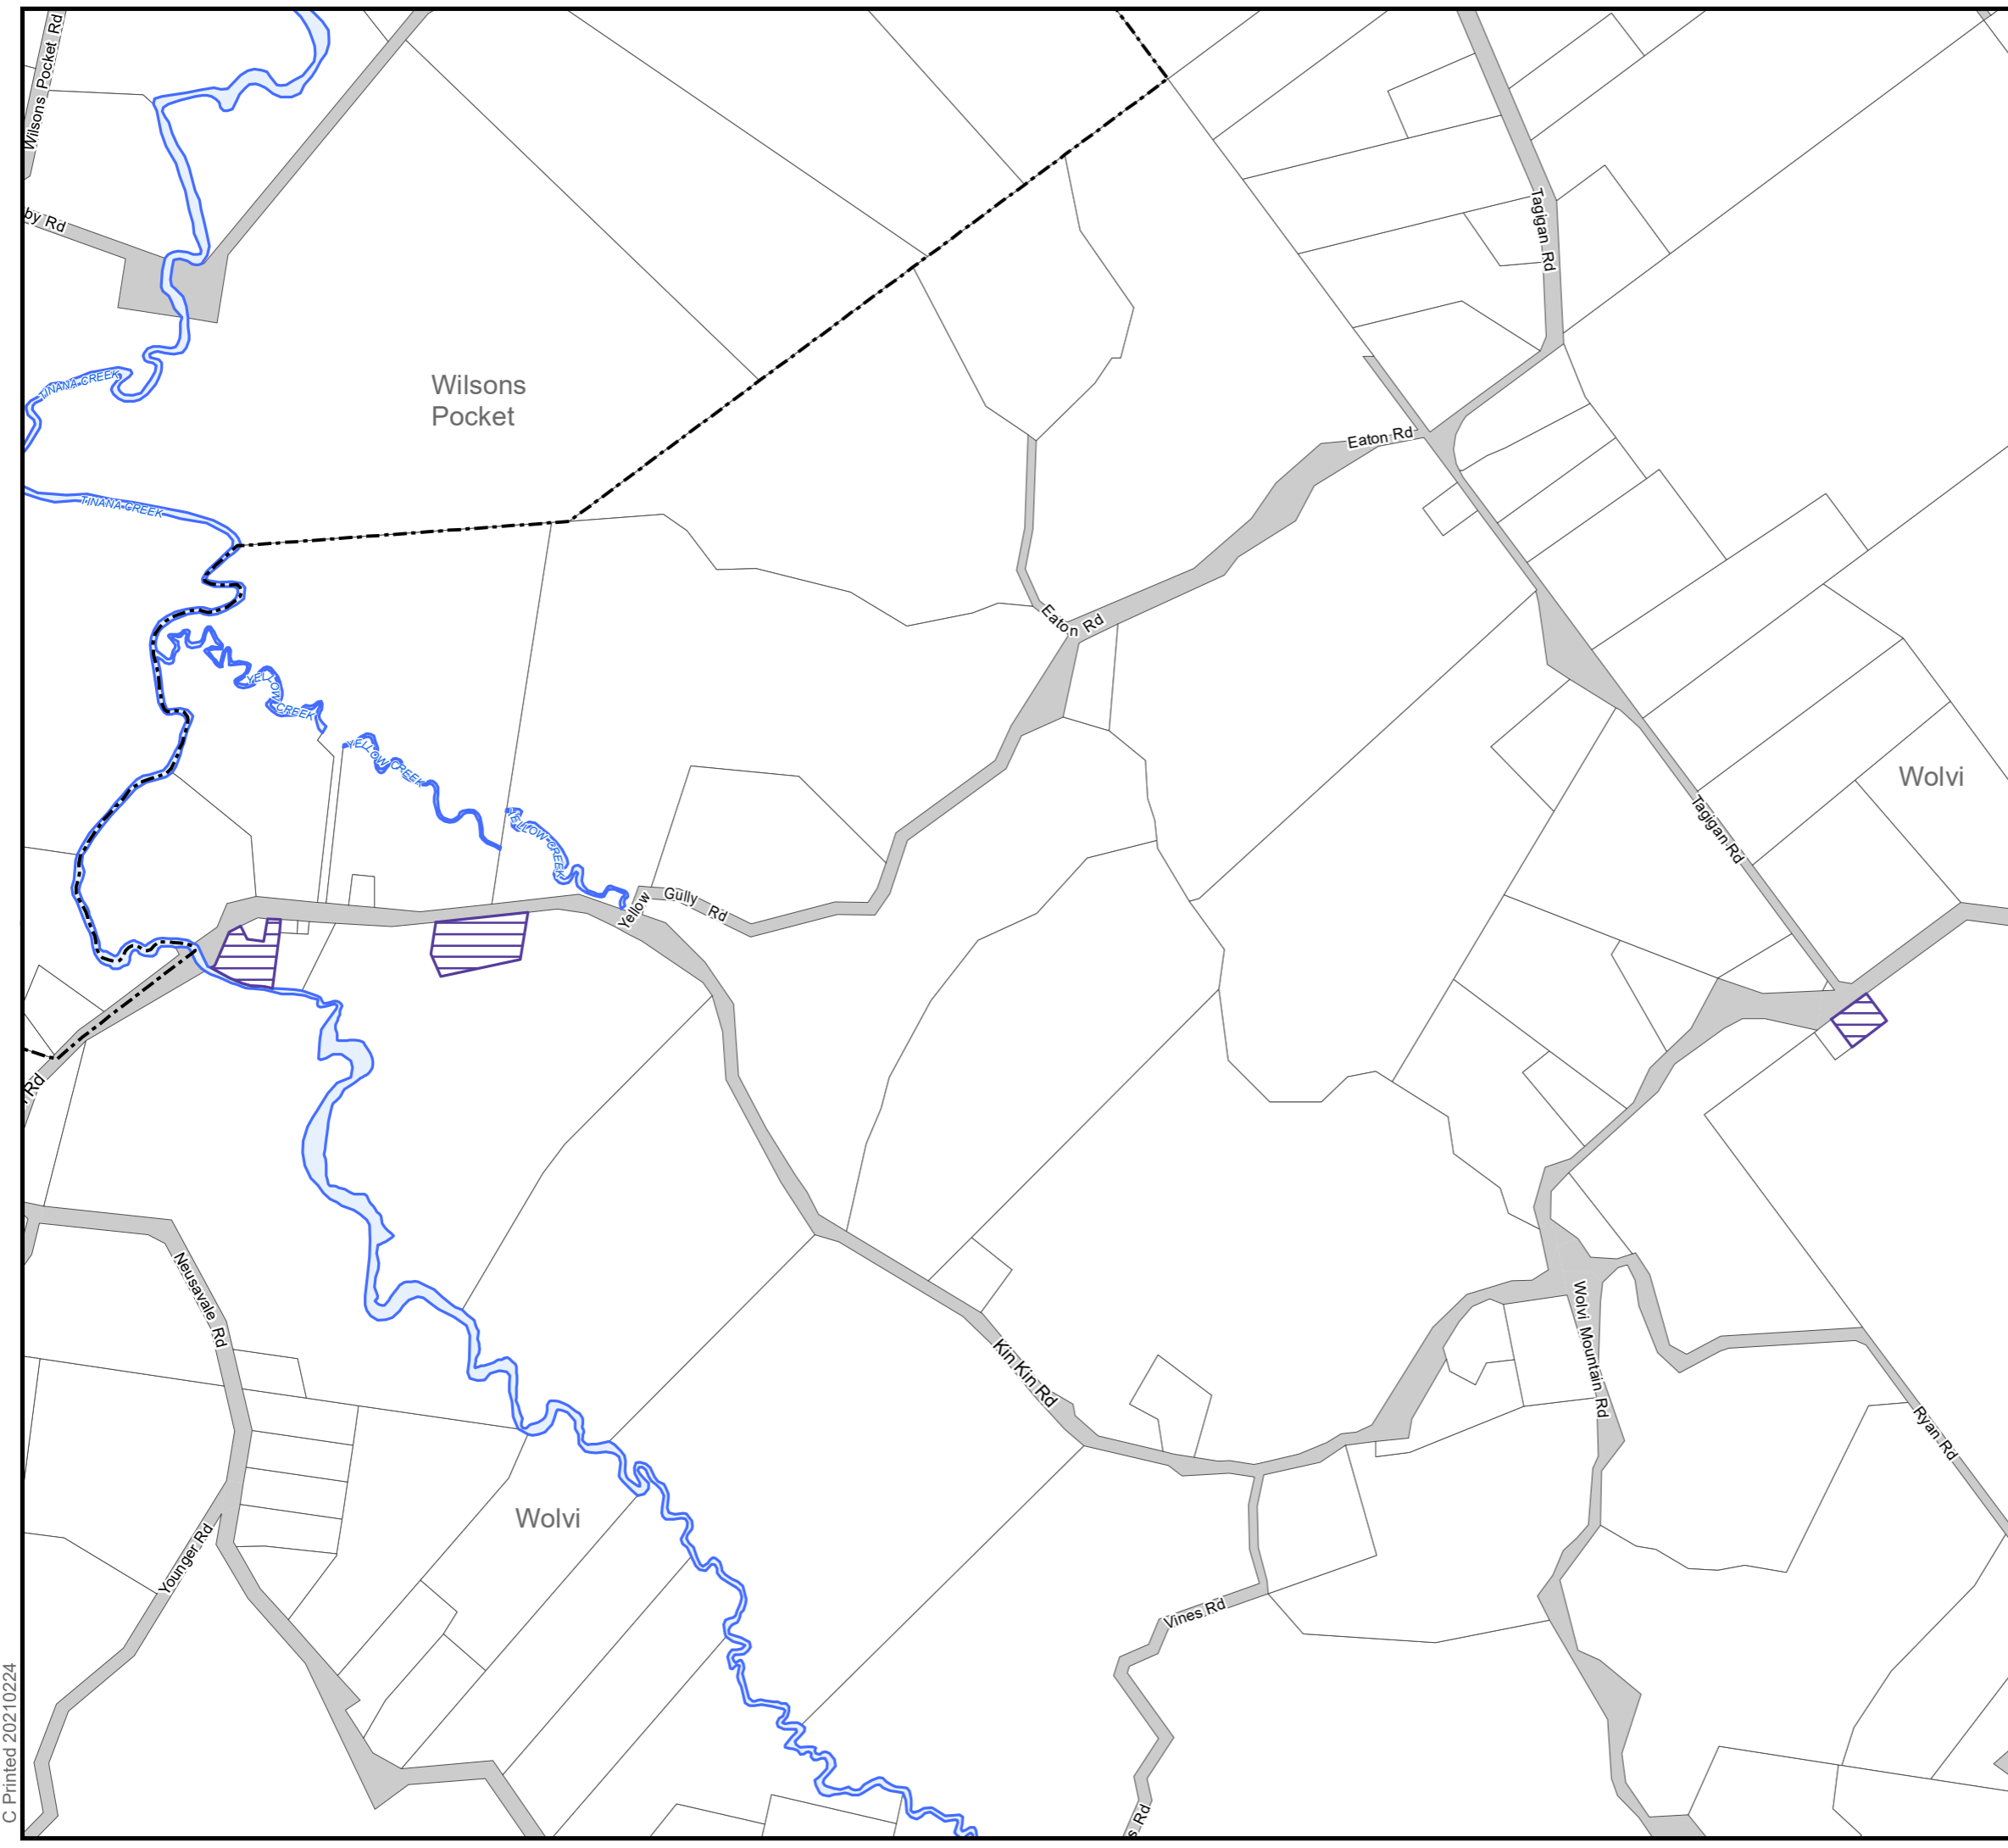 Wilsons Pocket Rd
by Rd
Tagigan Rd
TINANA CREEK
Wilsons
Pocket
Eaton Rd
TINANA CREEK
Eaton Rd
YELLOW
CREEK
YELLOW CREEK
Wolvi
YELLOW CREEK
Tagigan Rd
Yellow Gully Rd
Rd
Neusavale Rd
Wolvi Mountain Rd
Kin Kin Rd
Ryan Rd
Wolvi
Younger Rd
Vines Rd
C Printed 20210224
s Rd